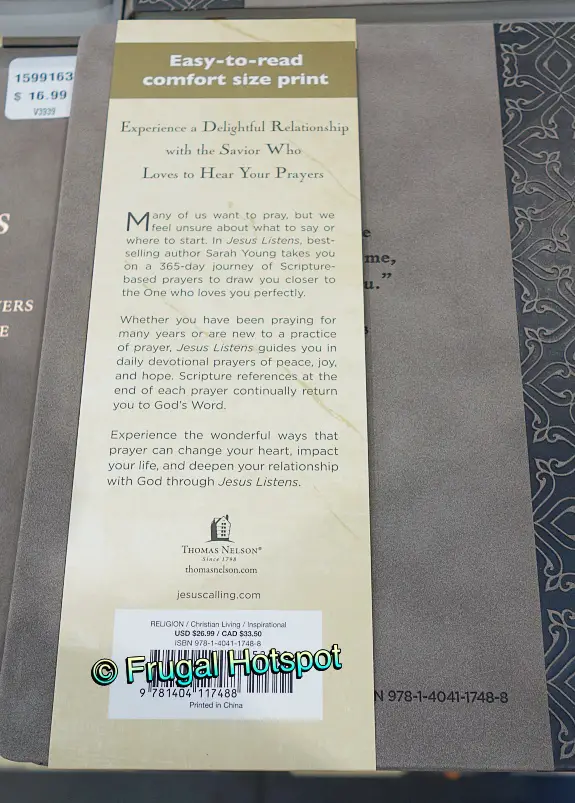 1599163
$ 16.99
V3939
S
ERS
E
Easy-to-read
comfort size print
Experience a Delightful Relationship
with the Savior Who
Loves to Hear Your Prayers
Many of us want to pray, but we
feel unsure about what to say or
where to start. In Jesus Listens, best-
selling author Sarah Young takes you
on a 365-day journey of Scripture-
based prayers to draw you closer to
the One who loves you perfectly.
Whether you have been praying for
many years or are new to a practice
of prayer, Jesus Listens guides you in
daily devotional prayers of peace, joy,
and hope. Scripture references at the
end of each prayer continually return
you to God's Word.
Experience the wonderful ways that
prayer can change your heart, impact
your life, and deepen your relationship
with God through Jesus Listens.
THOMAS NELSON®
Since 1798
thomasnelson.com
jesuscalling.com
RELIGION / Christian Living / Inspirational
USD $26.99 / CAD $33.50
ISBN 978-1-4041-1748-8
© Frugal Hotspot
9 781404 117488
Printed in China
e
me,
u.”
s
N 978-1-4041-1748-8